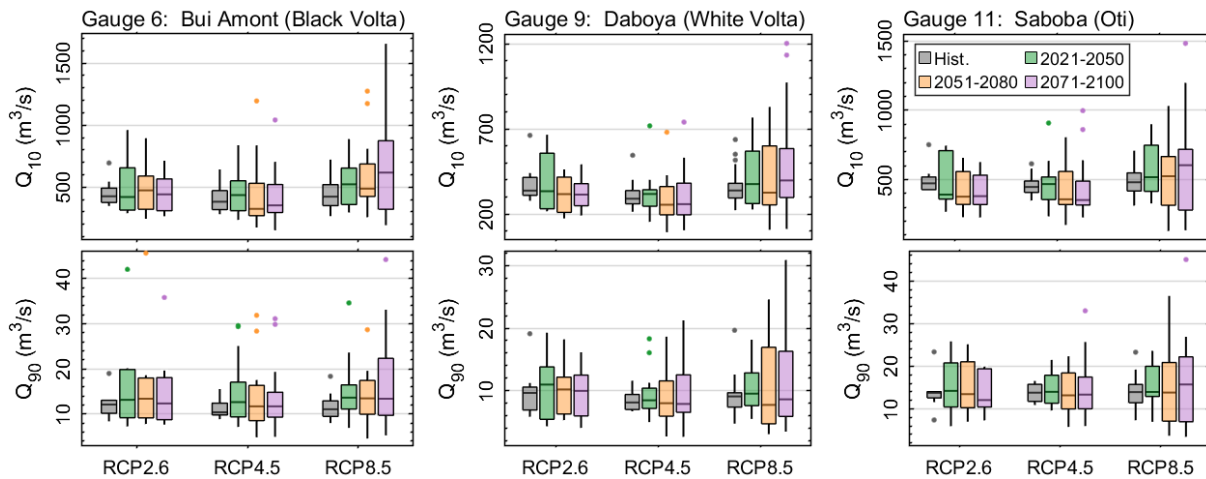 Gauge 6: Bui Amont (Black Volta)
Gauge 9: Daboya (White Volta)
Gauge 11: Saboba (Oti)
Q10 (m³/s)
1500
1000
500
Q10 (m³/s)
1200
700
200
Q10 (m³/s)
1500
1000
500
Hist.
2021-2050
2051-2080
2071-2100
Q90 (m³/s)
40
30
20
10
Q90 (m³/s)
30
20
10
Q90 (m³/s)
40
30
20
10
RCP2.6 RCP4.5 RCP8.5
RCP2.6 RCP4.5 RCP8.5
RCP2.6 RCP4.5 RCP8.5